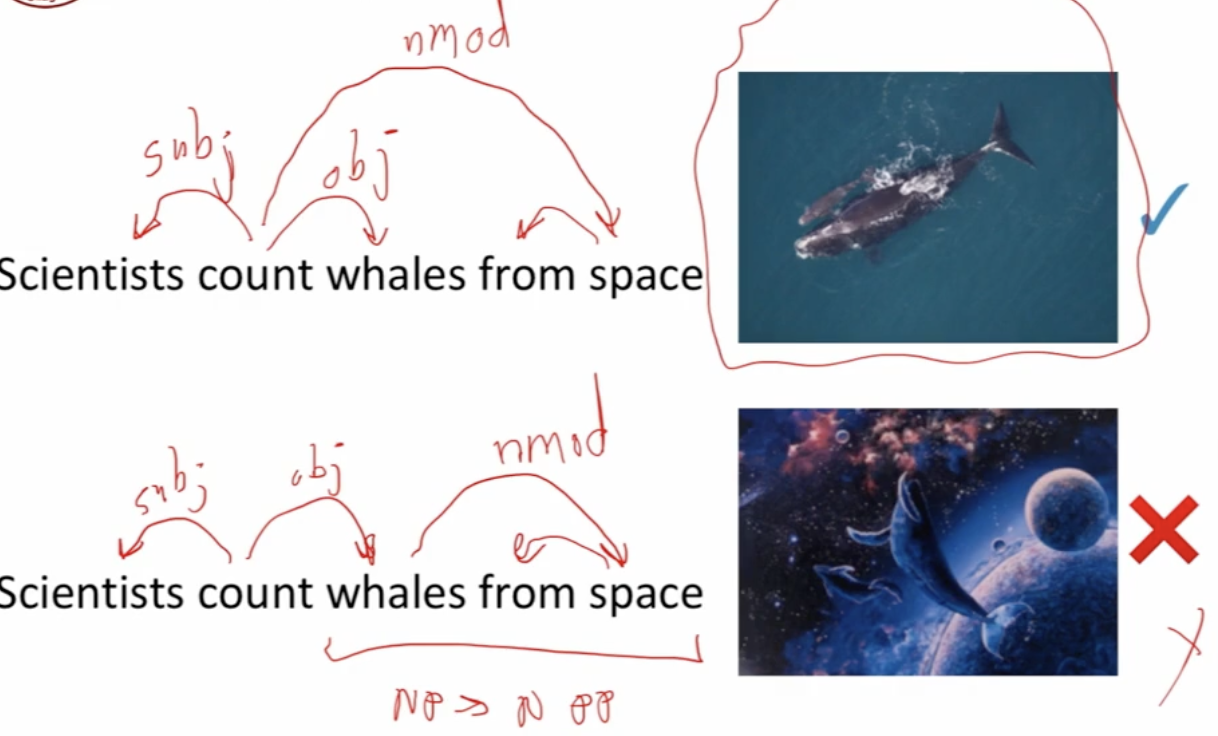 nmod
subj obj
Scientists count whales from space
subj obj nmod
Scientists count whales from space
NP → N PP